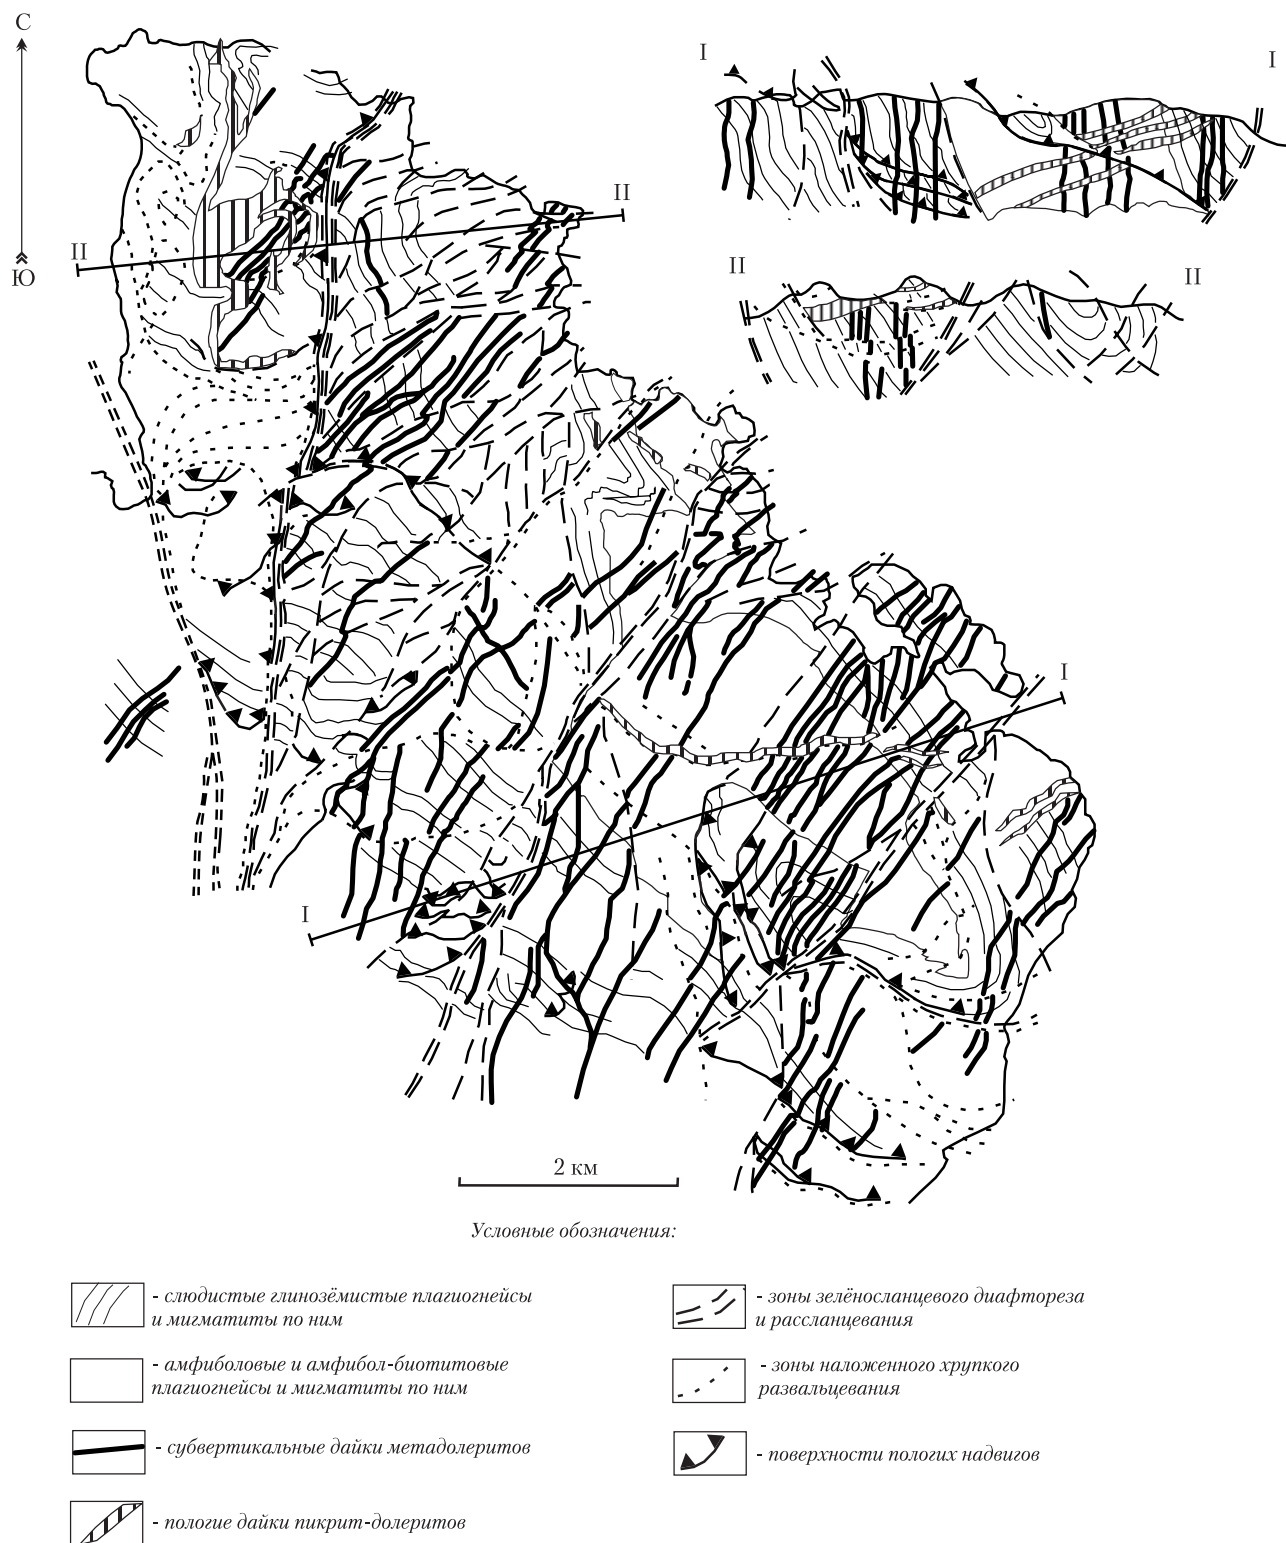 С
Ю
II
II
I
I
I
I
II
II
2 км
Условные обозначения:
- слюдистые глинозёмистые плагиогнейсы
и мигматиты по ним
- амфиболовые и амфибол-биотитовые
плагиогнейсы и мигматиты по ним
- субвертикальные дайки метадолеритов
- пологие дайки пикрит-долеритов
- зоны зелёносланцевого диафтореза
и рассланцевания
- зоны наложенного хрупкого
развальцевания
- поверхности пологих надвигов